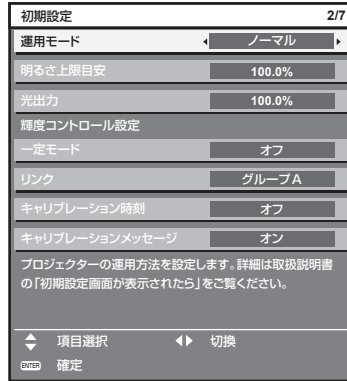 初期設定 2/7
運用モード ノーマル
明るさ上限目安 100.0%
光出力 100.0%
輝度コントロール設定
一定モード オフ
リンク グループA
キャリブレーション時刻 オフ
キャリブレーションメッセージ オン
プロジェクターの運用方法を設定します。詳細は取扱説明書
の「初期設定画面が表示されたら」をご覧ください。
項目選択 切換
ENTER 確定